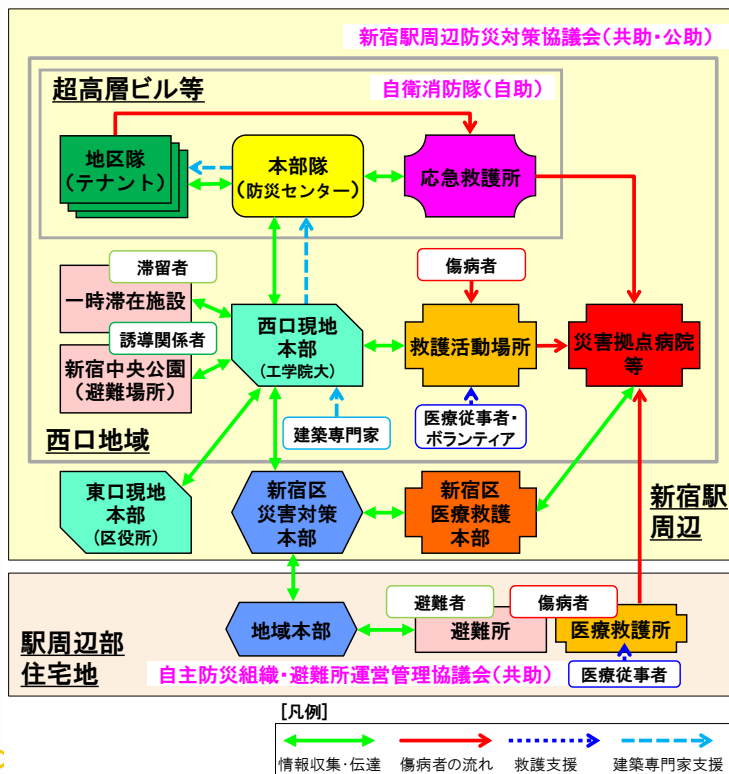 新宿駅周辺防災対策協議会(共助・公助)
超高層ビル等
自衛消防隊(自助)
地区隊
(テナント)
本部隊
(防災センター)
応急救護所
滞留者
一時滞在施設
傷病者
誘導関係者
新宿中央公園
(避難場所)
西口現地
本部
(工学院大)
救護活動場所
災害拠点病院
等
建築専門家
医療従事者・
ボランティア
西口地域
東口現地
本部
(区役所)
新宿区
災害対策
本部
新宿区
医療救護
本部
新宿駅
周辺
避難者
傷病者
地域本部
避難所
医療救護所
駅周辺部
住宅地
自主防災組織・避難所運営管理協議会(共助)
医療従事者
[凡例]
情報収集・伝達
傷病者の流れ
救護支援
建築専門家支援